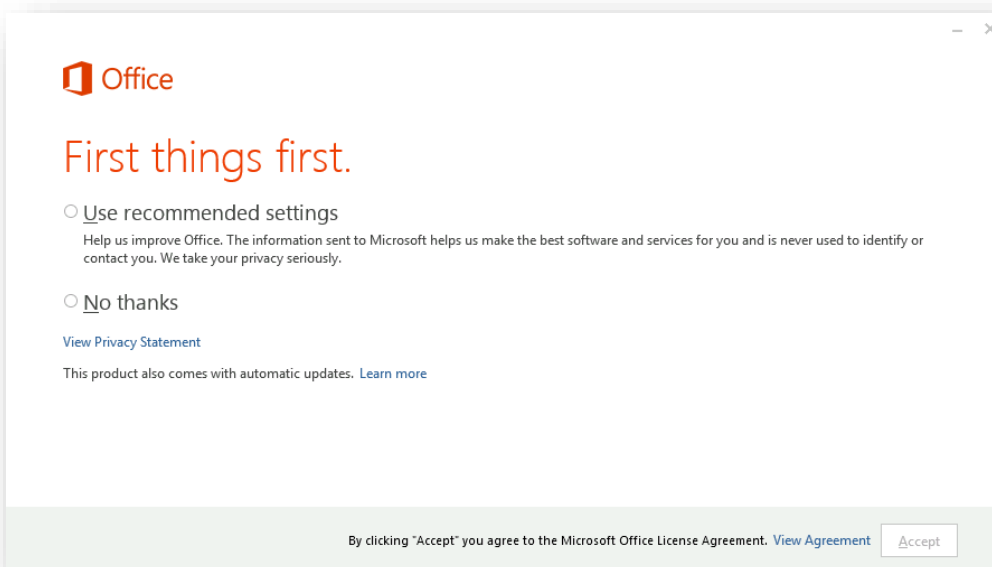 Office
First things first.
Use recommended settings
Help us improve Office. The information sent to Microsoft helps us make the best software and services for you and is never used to identify or
contact you. We take your privacy seriously.
No thanks
View Privacy Statement
This product also comes with automatic updates. Learn more
By clicking "Accept" you agree to the Microsoft Office License Agreement. View Agreement Accept